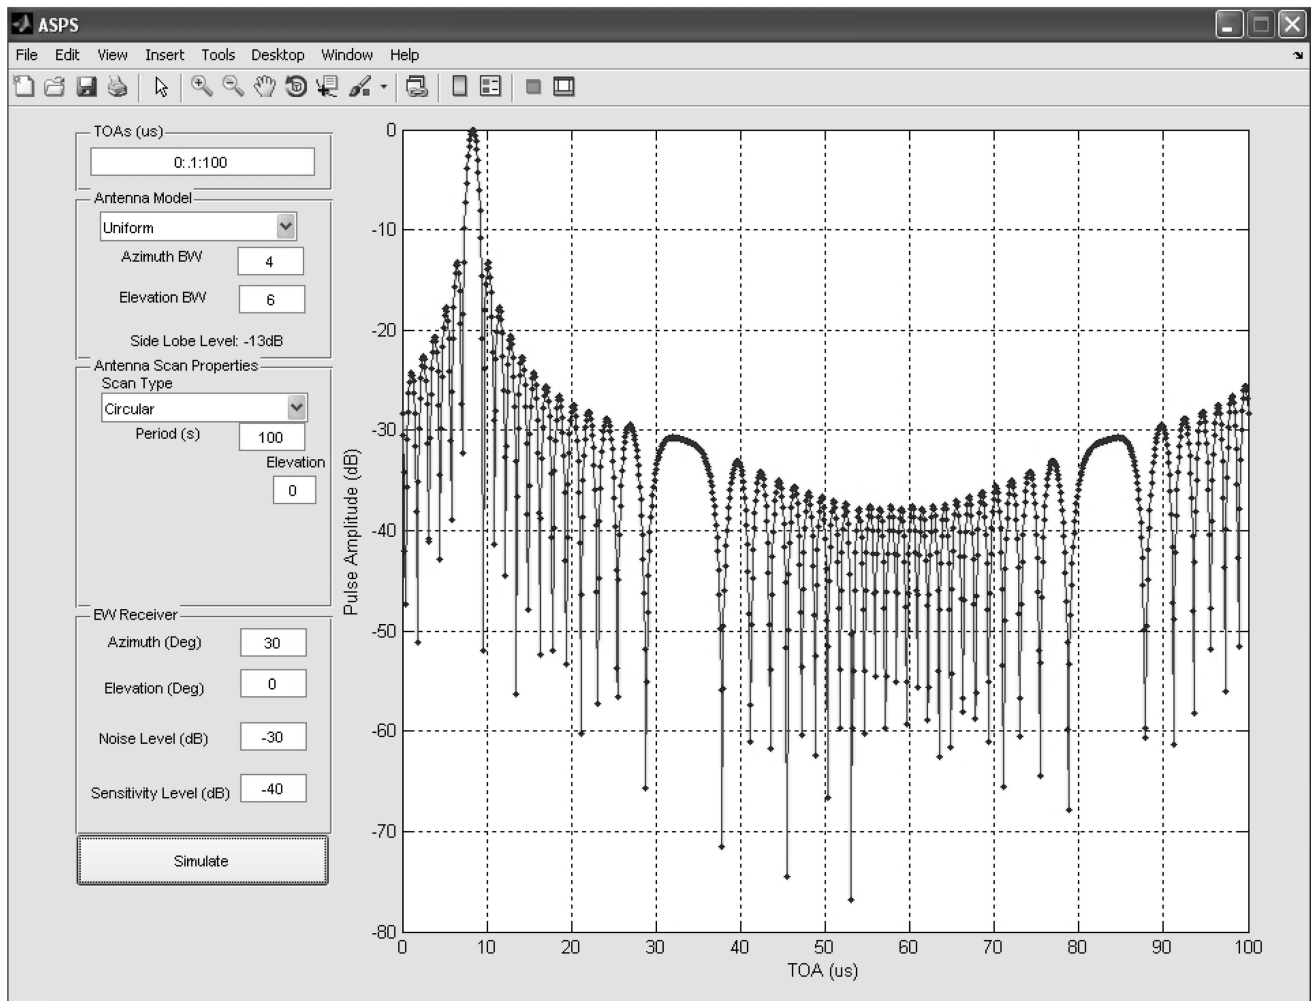 ASPS
File Edit View Insert Tools Desktop Window Help
TOAs (us)
0:.1:100
Antenna Model
Uniform
Azimuth BW 4
Elevation BW 6
Side Lobe Level: -13dB
Antenna Scan Properties
Scan Type
Circular
Period (s) 100
Elevation
0
EW Receiver
Azimuth (Deg) 30
Elevation (Deg) 0
Noise Level (dB) -30
Sensitivity Level (dB) -40
Simulate
Pulse Amplitude (dB)
0
-10
-20
-30
-40
-50
-60
-70
-80
0 10 20 30 40 50 60 70 80 90 100
TOA (us)